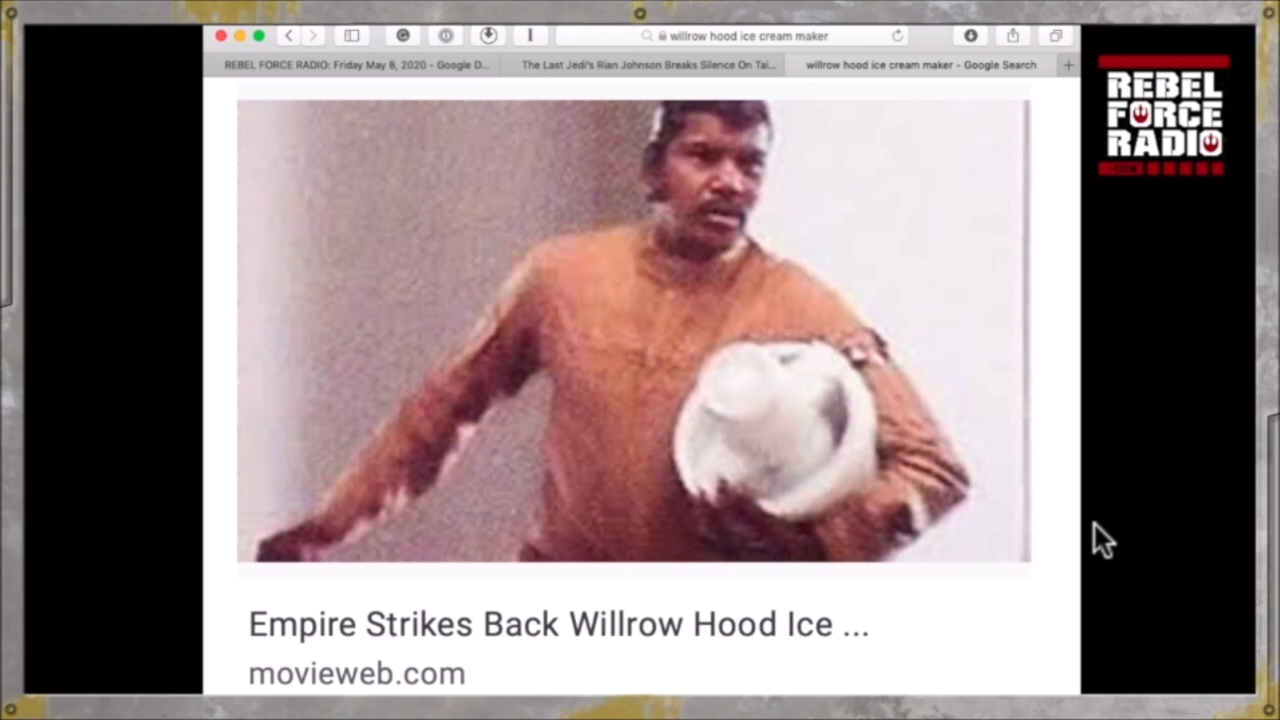 willrow hood ice cream maker
REBEL FORCE RADIO: Friday May 8, 2020 - Google D...
The Last Jedi's Rian Johnson Breaks Silence On Tai...
willrow hood ice cream maker - Google Search
REBEL
FORCE
RADIO
Empire Strikes Back Willrow Hood Ice ...
movieweb.com